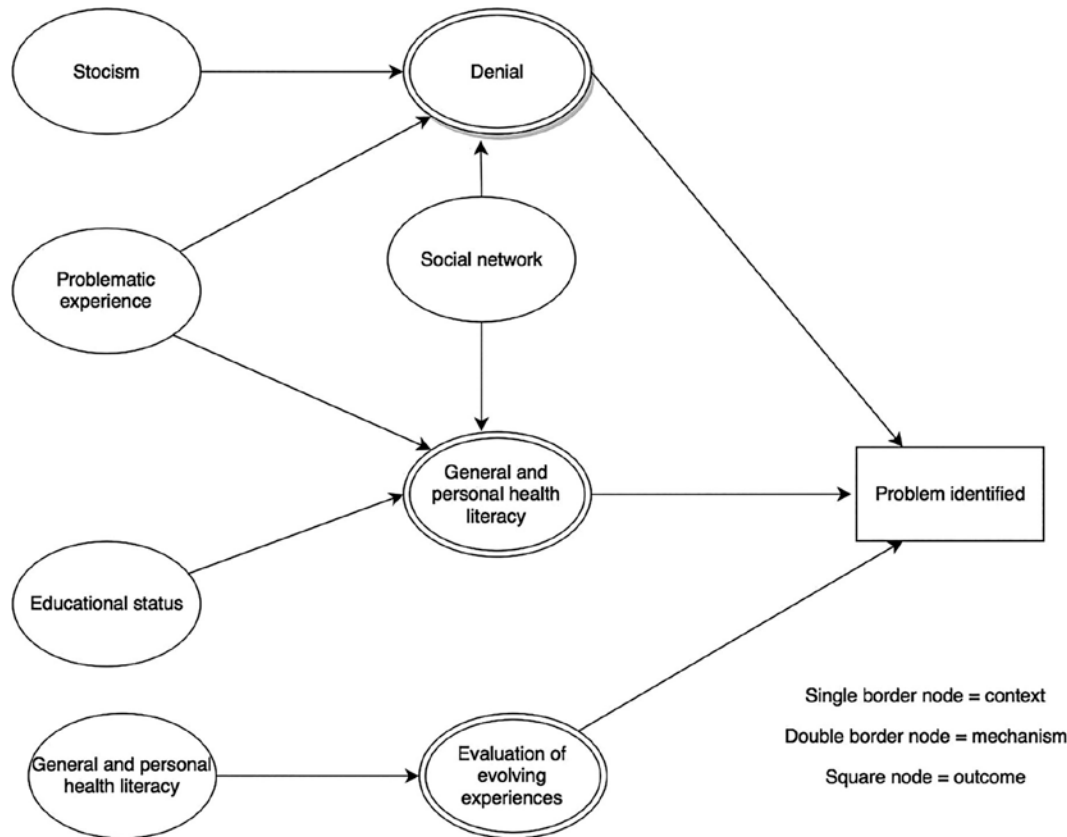 Stocism
Denial
Problematic
experience
Social network
General and
personal health
literacy
Problem identified
Educational status
General and personal
health literacy
Evaluation of
evolving
experiences
Single border node = context
Double border node = mechanism
Square node = outcome